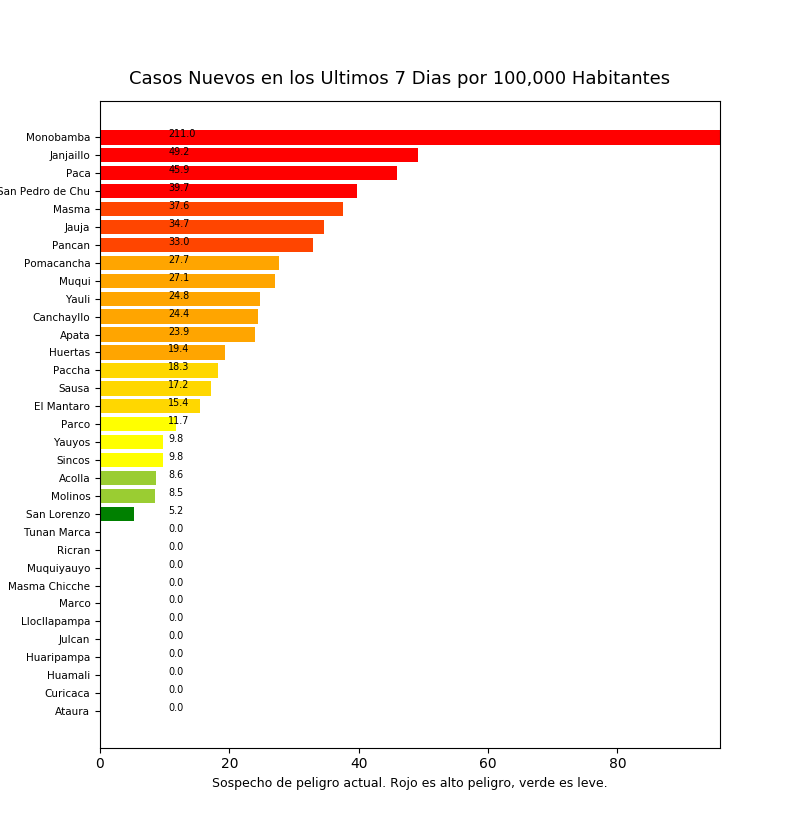 Casos Nuevos en los Ultimos 7 Dias por 100,000 Habitantes
Monobamba 211.0
Janjaillo 49.2
Paca 45.9
San Pedro de Chu 39.7
Masma 37.6
Jauja 34.7
Pancan 33.0
Pomacancha 27.7
Muqui 27.1
Yauli 24.8
Canchayllo 24.4
Apata 23.9
Huertas 19.4
Paccha 18.3
Sausa 17.2
El Mantaro 15.4
Parco 11.7
Yauyos 9.8
Sincos 9.8
Acolla 8.6
Molinos 8.5
San Lorenzo 5.2
Tunan Marca 0.0
Ricran 0.0
Muquiyauyo 0.0
Masma Chicche 0.0
Marco 0.0
Llocllapampa 0.0
Julcan 0.0
Huaripampa 0.0
Huamali 0.0
Curicaca 0.0
Ataura 0.0
0 20 40 60 80
Sospecho de peligro actual. Rojo es alto peligro, verde es leve.